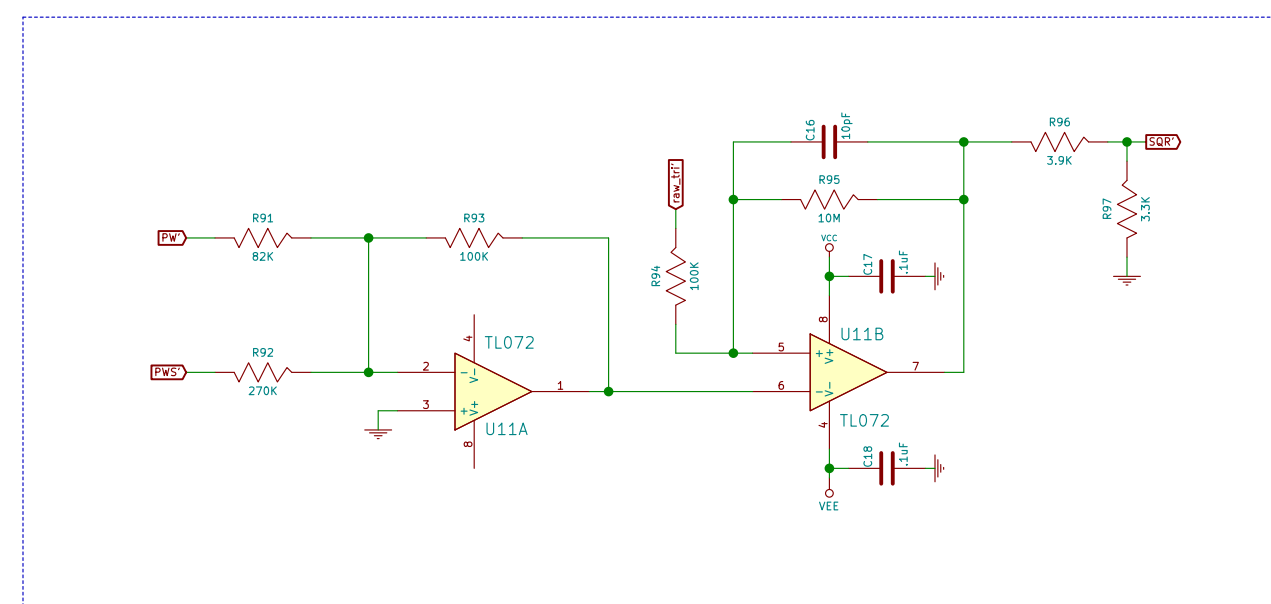 C16
10pF
R96
3.9K
SQR'
raw_tri'
R95
10M
R97
3.3K
R91
82K
PW'
R93
100K
VCC
C17
.1uF
R94
100K
8
U11B
4
TL072
5
+
V+
7
6
−
V-
TL072
4
R92
270K
PWS'
2
−
V-
1
3
+
V+
U11A
8
C18
.1uF
VEE